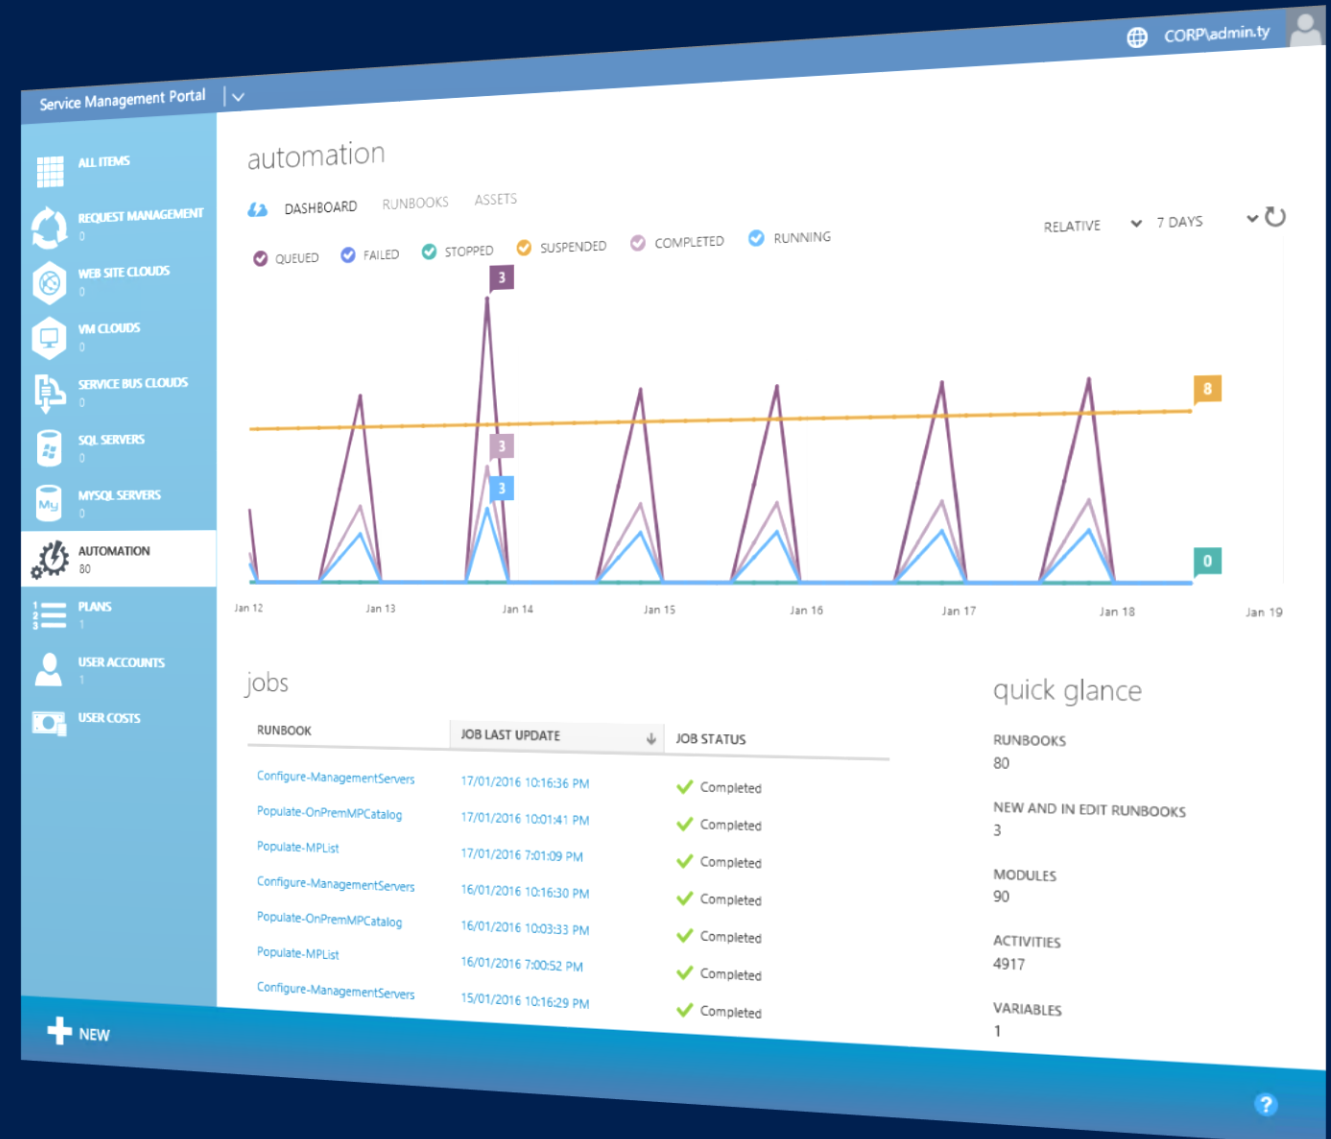 CORP\admin.ty
Service Management Portal
ALL ITEMS
REQUEST MANAGEMENT
0
WEB SITE CLOUDS
0
VM CLOUDS
0
SERVICE BUS CLOUDS
0
SQL SERVERS
0
My
MYSQL SERVERS
0
AUTOMATION
80
1
2
3
PLANS
1
USER ACCOUNTS
1
USER COSTS
NEW
automation
DASHBOARD RUNBOOKS ASSETS
RELATIVE 7 DAYS
QUEUED FAILED STOPPED SUSPENDED COMPLETED RUNNING
3
8
3
3
0
Jan 12 Jan 13 Jan 14 Jan 15 Jan 16 Jan 17 Jan 18 Jan 19
jobs
RUNBOOK JOB LAST UPDATE JOB STATUS
Configure-ManagementServers 17/01/2016 10:16:36 PM Completed
Populate-OnPremMPCatalog 17/01/2016 10:01:41 PM Completed
Populate-MPList 17/01/2016 7:01:09 PM Completed
Configure-ManagementServers 16/01/2016 10:16:30 PM Completed
Populate-OnPremMPCatalog 16/01/2016 10:03:33 PM Completed
Populate-MPList 16/01/2016 7:00:52 PM Completed
Configure-ManagementServers 15/01/2016 10:16:29 PM Completed
quick glance
RUNBOOKS
80
NEW AND IN EDIT RUNBOOKS
3
MODULES
90
ACTIVITIES
4917
VARIABLES
1
?